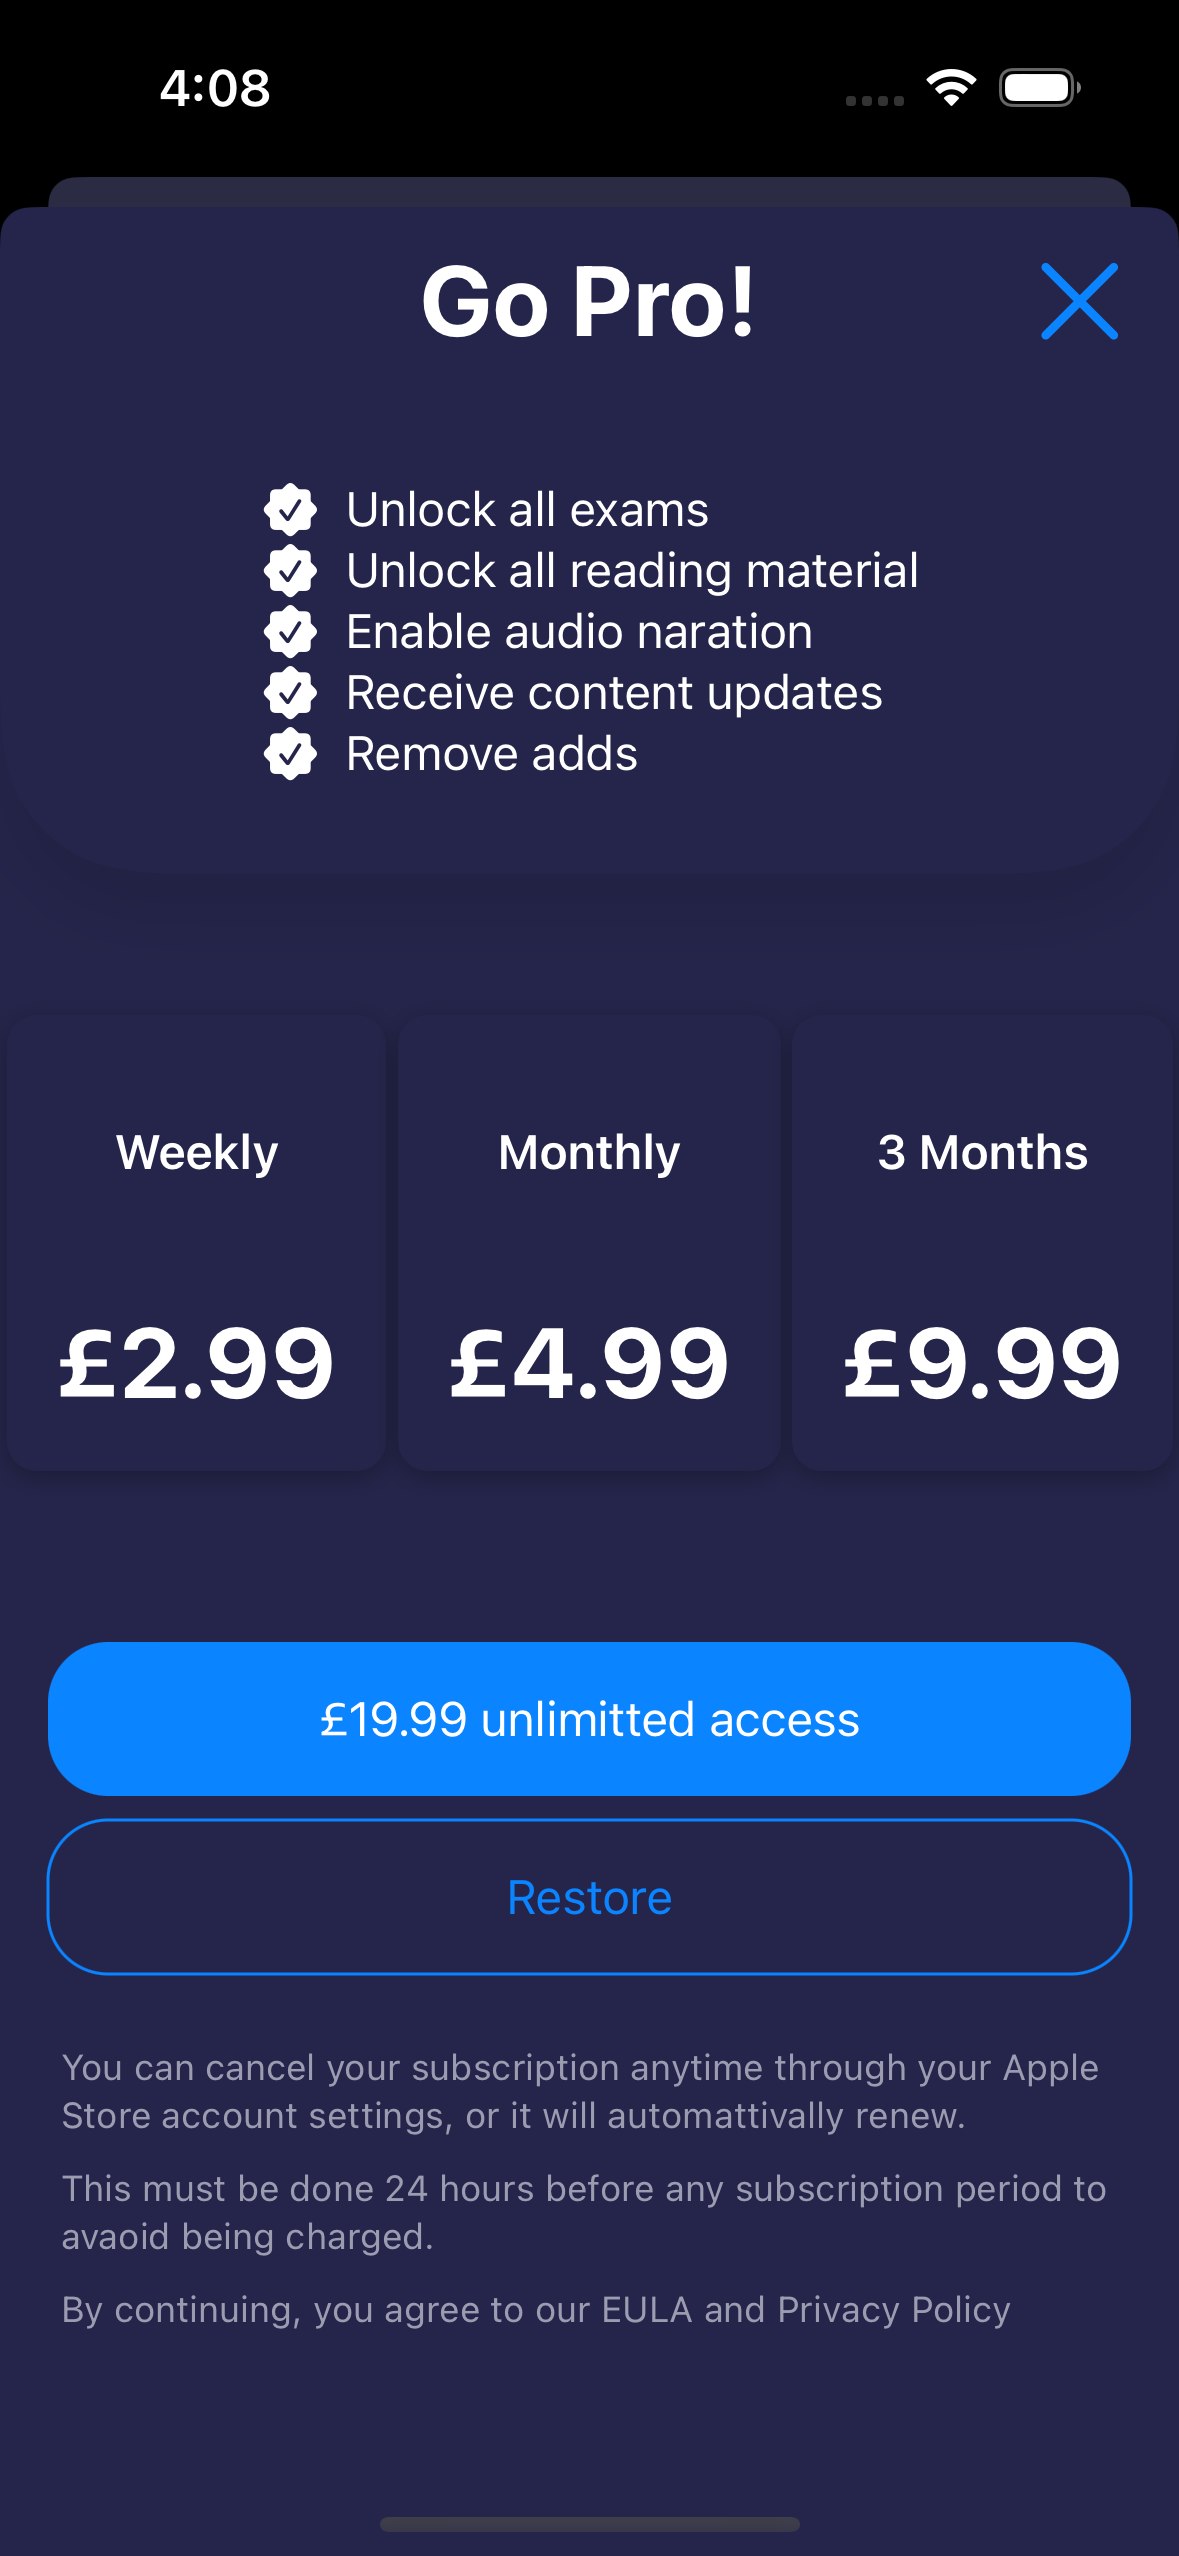 4:08
Go Pro!
Unlock all exams
Unlock all reading material
Enable audio naration
Receive content updates
Remove adds
Weekly
Monthly
3 Months
£2.99
£4.99
£9.99
£19.99 unlimitted access
Restore
You can cancel your subscription anytime through your Apple
Store account settings, or it will automattivally renew.
This must be done 24 hours before any subscription period to
avaoid being charged.
By continuing, you agree to our EULA and Privacy Policy